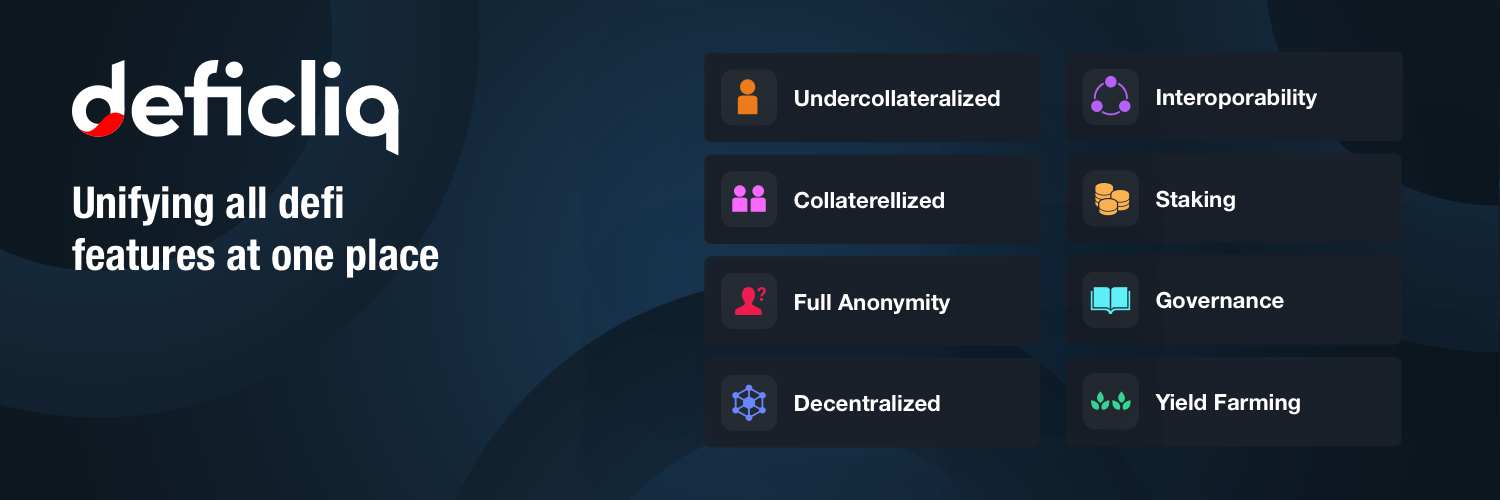 deficliq
Unifying all defi
features at one place
Undercollateralized
Collaterellized
Full Anonymity
?
Decentralized
Interoporability
Staking
Governance
Yield Farming